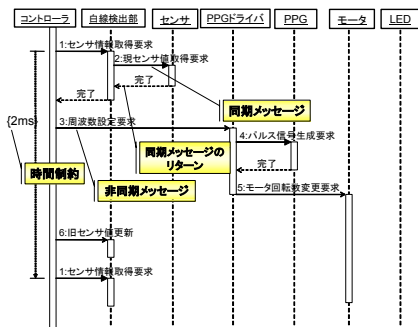 コントローラ 白線検出部 センサ PPGドライバ PPG モータ LED
1:センサ情報取得要求
2:現センサ値取得要求
完了
完了
同期メッセージ
{2ms}
3:周波数設定要求
4:パルス信号生成要求
同期メッセージの
リターン
完了
時間制約
非同期メッセージ
5:モータ回転数変更要求
6:旧センサ値更新
1:センサ情報取得要求